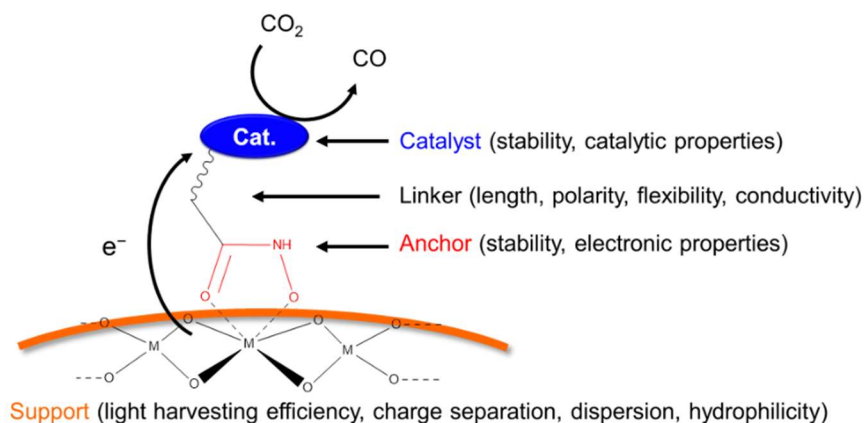 CO₂
CO
Cat.
Catalyst (stability, catalytic properties)
Linker (length, polarity, flexibility, conductivity)
e⁻
NH
Anchor (stability, electronic properties)
O O
O O O O
M M M
O O O O
Support (light harvesting efficiency, charge separation, dispersion, hydrophilicity)